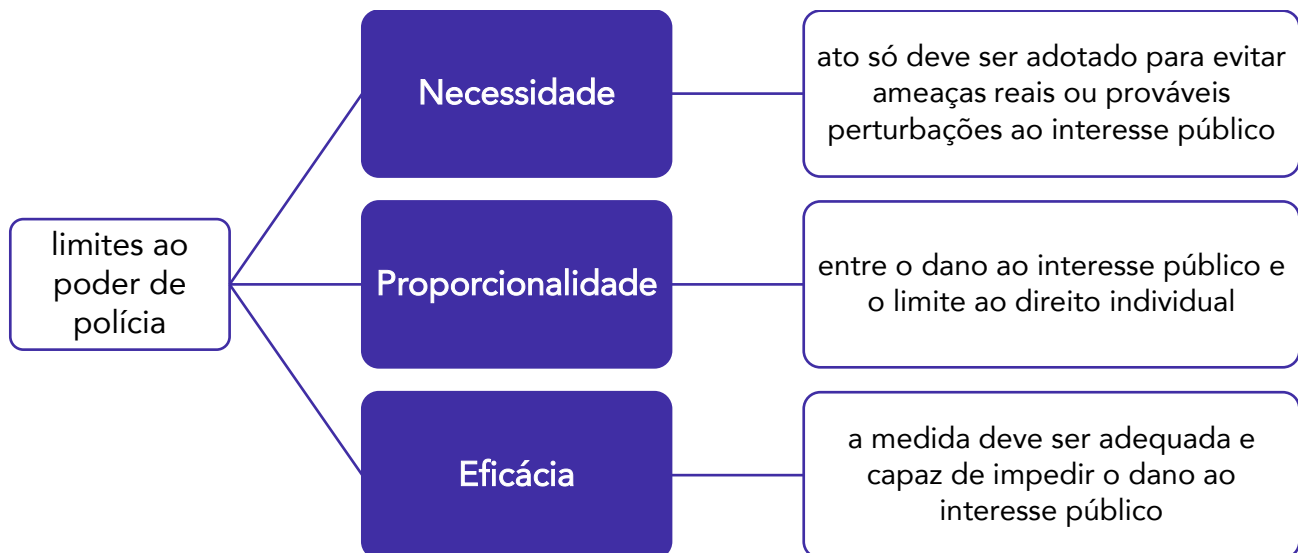 limites ao
poder de
polícia
Necessidade
ato só deve ser adotado para evitar
ameaças reais ou prováveis
perturbações ao interesse público
Proporcionalidade
entre o dano ao interesse público e
o limite ao direito individual
Eficácia
a medida deve ser adequada e
capaz de impedir o dano ao
interesse público